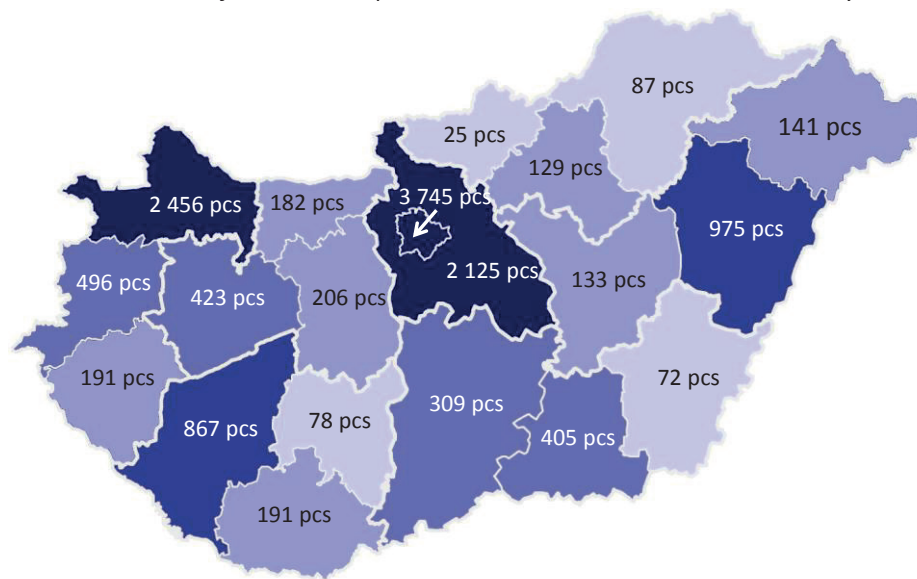 87 pcs
25 pcs
141 pcs
129 pcs
3 745 pcs
182 pcs
2 456 pcs
975 pcs
2 125 pcs
496 pcs
133 pcs
423 pcs
206 pcs
191 pcs
72 pcs
309 pcs
78 pcs
867 pcs
405 pcs
191 pcs